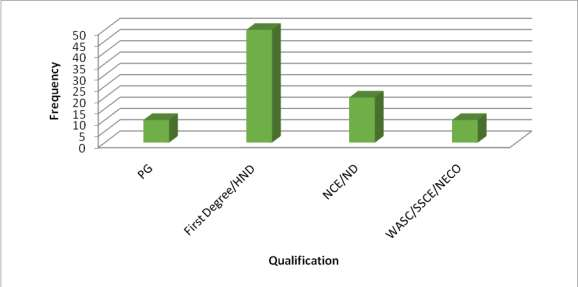 Frequency
50
45
40
35
30
25
20
15
10
5
0
PG
First Degree/HND
NCE/ND
WASC/SSCE/NECO
Qualification